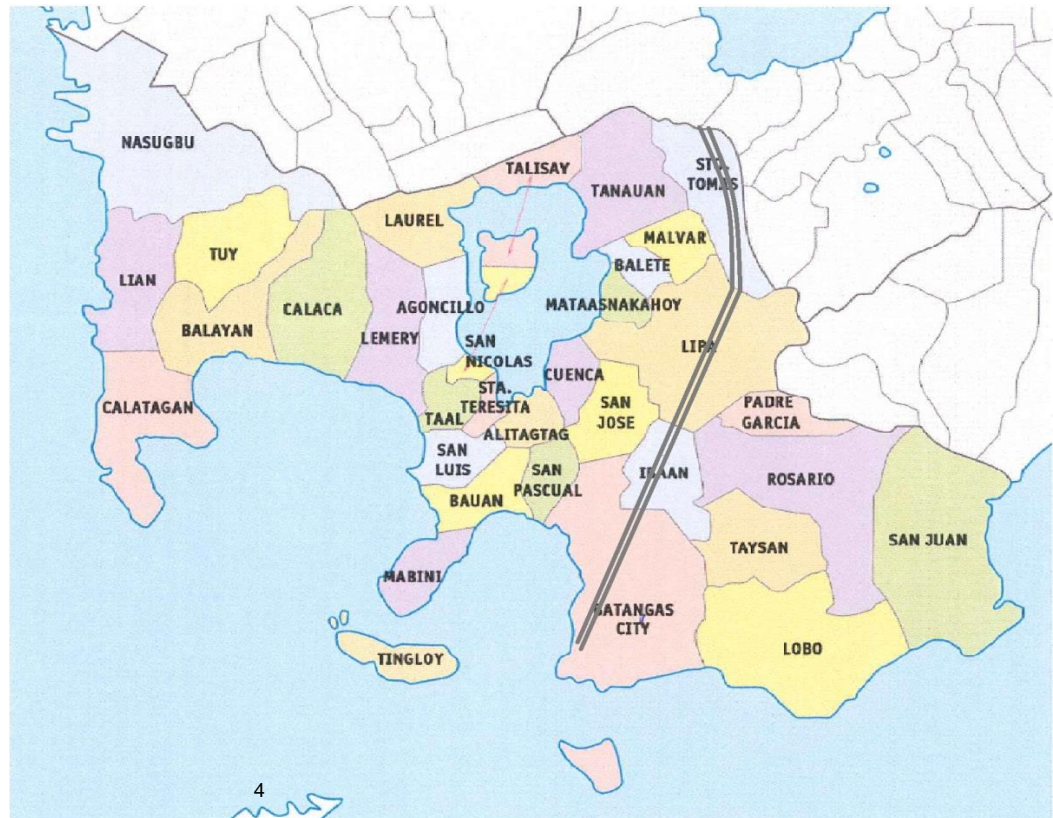 NASUGBU
TALISAY
STO.
TOMAS
TANAUAN
LAUREL
MALVAR
TUY
BALETE
LIAN
AGONCILLO
MATAASNAKAHOY
CALACA
BALAYAN
LEMERY
SAN
NICOLAS
LIPA
CUENCA
STA.
TERESITA
CALATAGAN
SAN
JOSE
PADRE
GARCIA
TAAL
ALITAGTAG
SAN
LUIS
SAN
PASCUAL
IBAAN
ROSARIO
BAUAN
SAN JUAN
TAYSAN
MABINI
BATANGAS
CITY
LOBO
TINGLOY
4